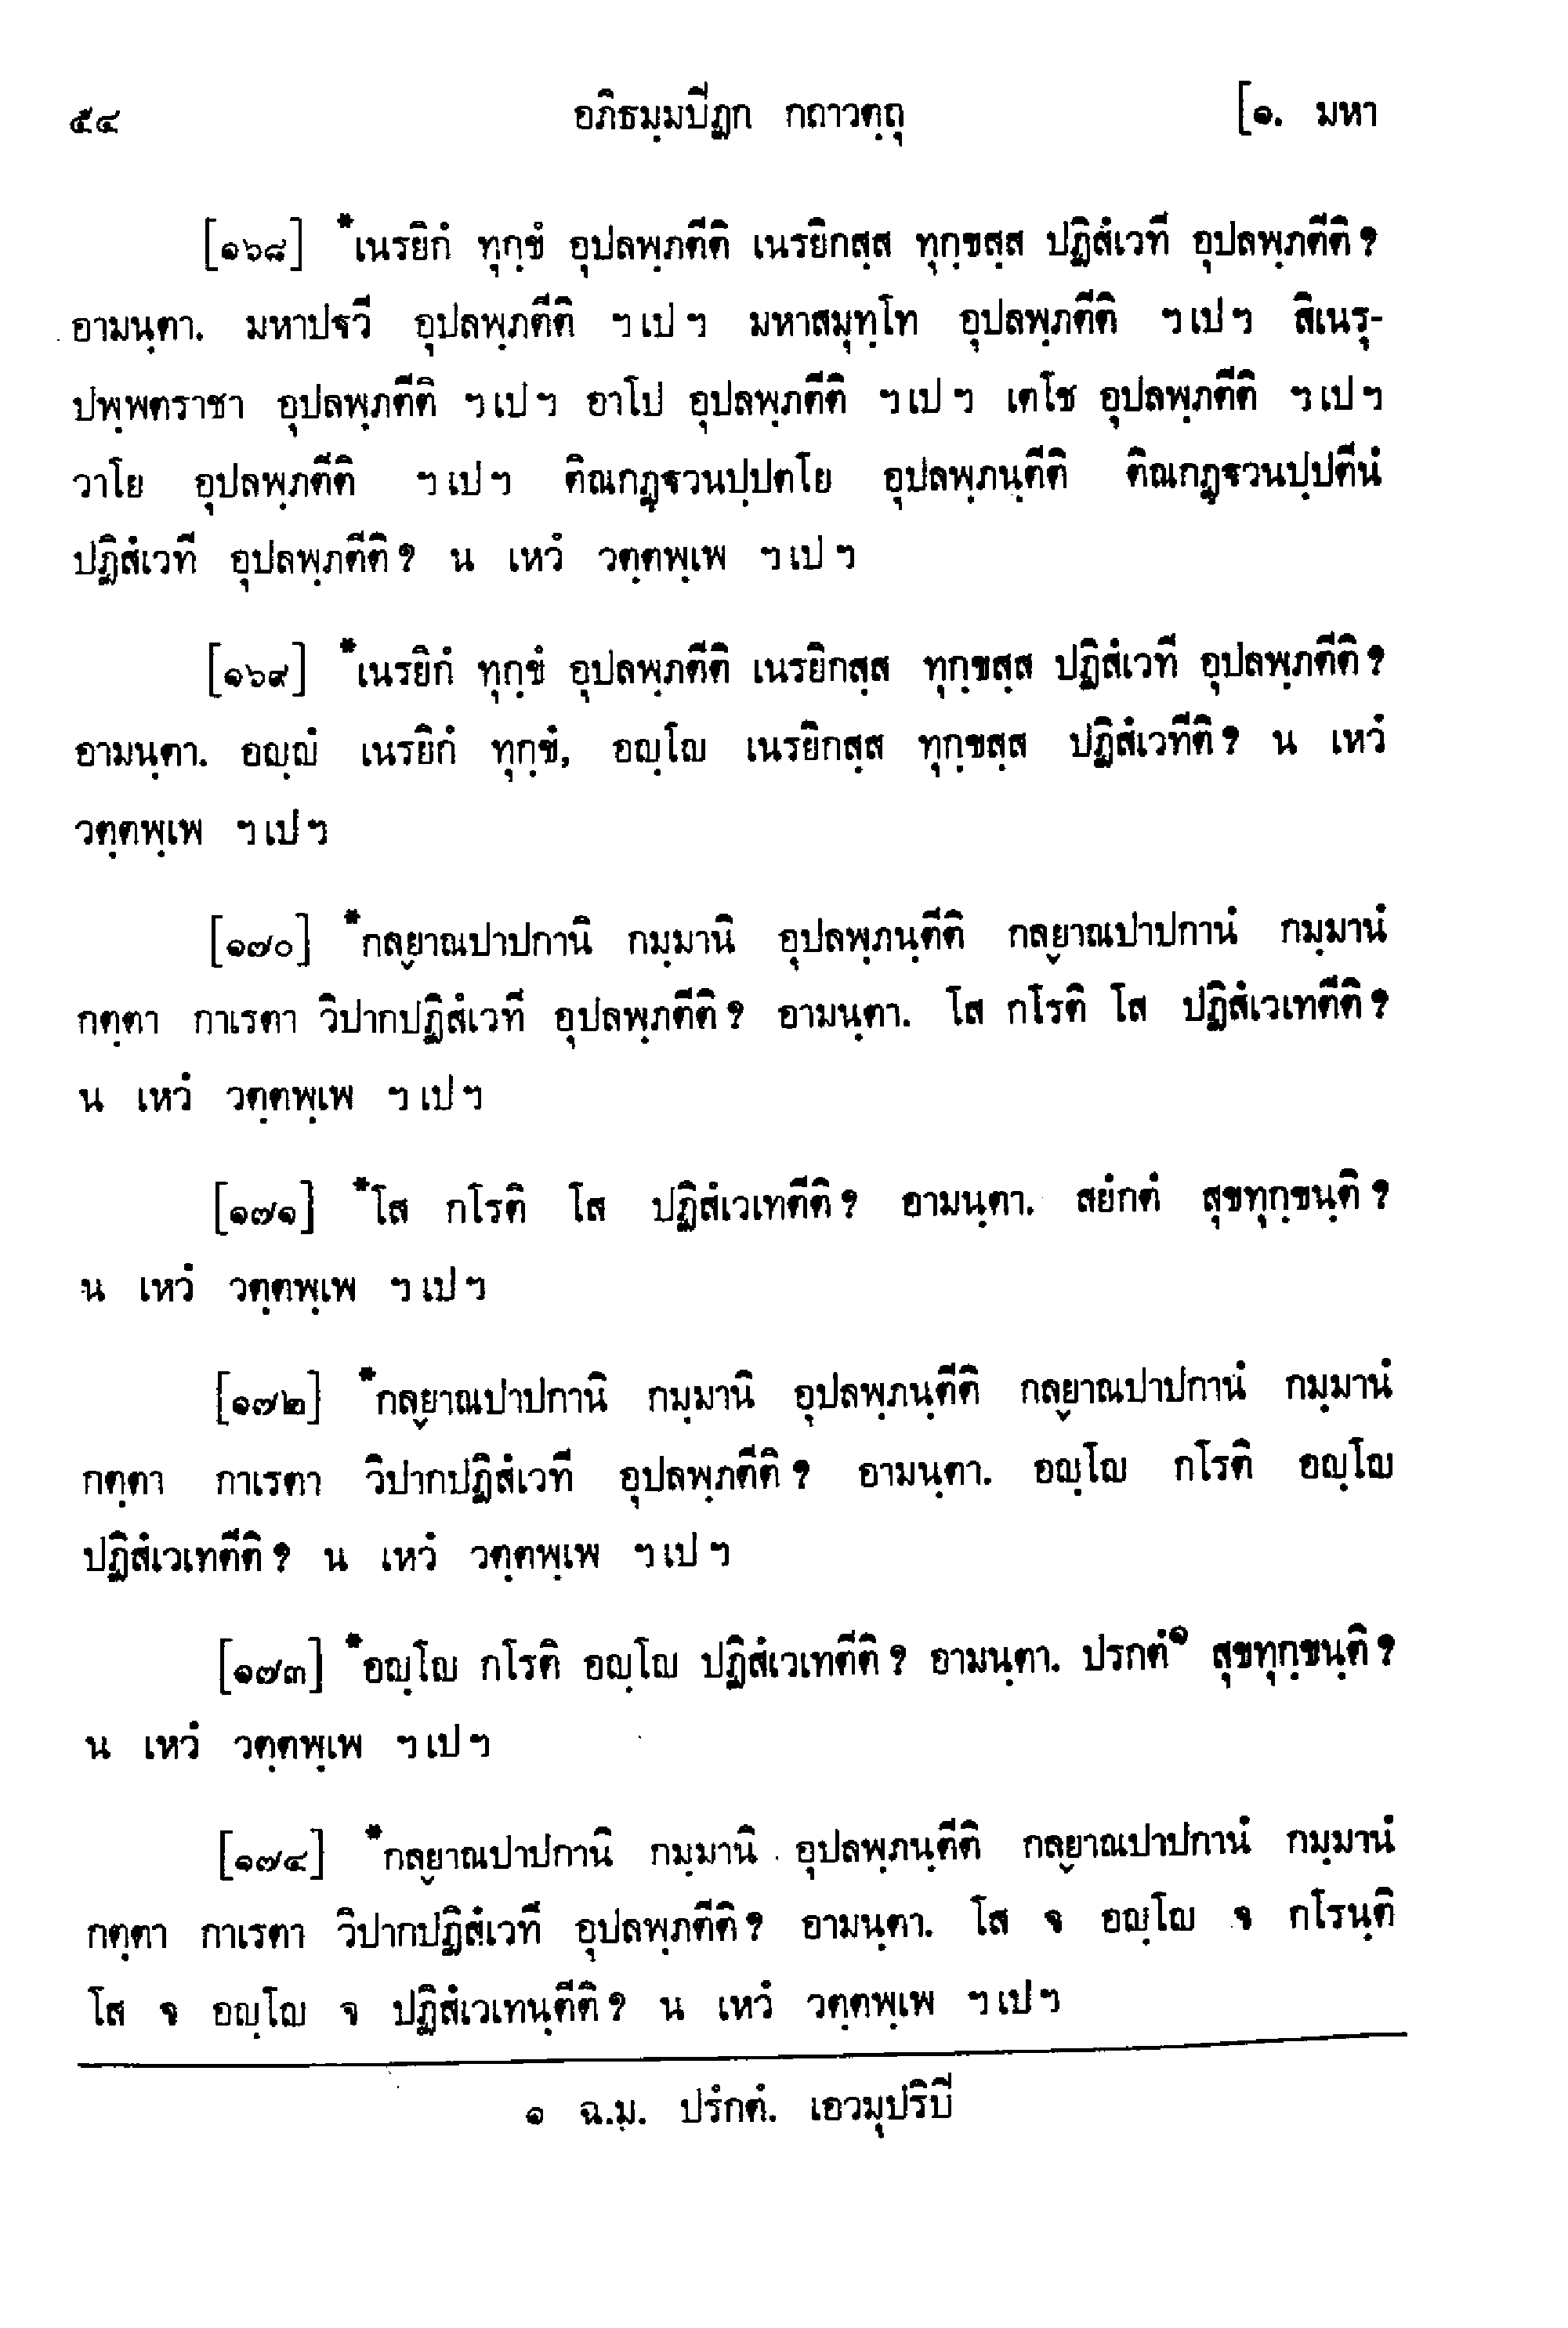 ๕๔ อภิธมฺมปีฏก กถาวตฺถุ [๑. มหา
[๑๖๘] *เนรยิกํ ทุกฺขํ อุปลพฺภตีติ เนรยิกสฺส ทุกฺขสฺส ปฏิสํเวที อุปลพฺภตีติ?
อามนฺตา. มหาปฐวี อุปลพฺภตีติ ฯเปฯ มหาสมุทฺโท อุปลพฺภตีติ ฯเปฯ สิเนรุ-
ปพฺพตราชา อุปลพฺภตีติ ฯเปฯ อาโป อุปลพฺภตีติ ฯเปฯ เตโช อุปลพฺภตีติ ฯเปฯ
วาโย อุปลพฺภตีติ ฯเปฯ ติณกฏฺฐวนปฺปตโย อุปลพฺภนฺตีติ ติณกฏฺฐวนปฺปตีนํ
ปฏิสํเวที อุปลพฺภตีติ? น เหวํ วตฺตพฺเพ ฯเปฯ
[๑๖๙] *เนรยิกํ ทุกฺขํ อุปลพฺภตีติ เนรยิกสฺส ทุกฺขสฺส ปฏิสํเวที อุปลพฺภตีติ?
อามนฺตา. อญฺญํ เนรยิกํ ทุกฺขํ, อญฺโญ เนรยิกสฺส ทุกฺขสฺส ปฏิสํเวทีติ? น เหวํ
วตฺตพฺเพ ฯเปฯ
[๑๗๐] *กลฺยาณปาปกานิ กมฺมานิ อุปลพฺภนฺตีติ กลฺยาณปาปกานํ กมฺมานํ
กตฺตา กาเรตา วิปากปฏิสํเวที อุปลพฺภตีติ? อามนฺตา. โส กโรติ โส ปฏิสํเวเทตีติ?
น เหวํ วตฺตพฺเพ ฯเปฯ
[๑๗๑] *โส กโรติ โส ปฏิสํเวเทตีติ? อามนฺตา. สยํกตํ สุขทุกฺขนฺติ?
น เหวํ วตฺตพฺเพ ฯเปฯ
[๑๗๒] *กลฺยาณปาปกานิ กมฺมานิ อุปลพฺภนฺตีติ กลฺยาณปาปกานํ กมฺมานํ
กตฺตา กาเรตา วิปากปฏิสํเวที อุปลพฺภตีติ? อามนฺตา. อญฺโญ กโรติ อญฺโญ
ปฏิสํเวเทตีติ? น เหวํ วตฺตพฺเพ ฯเปฯ
[๑๗๓] *อญฺโญ กโรติ อญฺโญ ปฏิสํเวเทตีติ? อามนฺตา. ปรกตํ๑ สุขทุกฺขนฺติ?
น เหวํ วตฺตพฺเพ ฯเปฯ
[๑๗๔] *กลฺยาณปาปกานิ กมฺมานิ อุปลพฺภนฺตีติ กลฺยาณปาปกานํ กมฺมานํ
กตฺตา กาเรตา วิปากปฏิสํเวที อุปลพฺภตีติ? อามนฺตา. โส จ อญฺโญ จ กโรนฺติ
โส จ อญฺโญ จ ปฏิสํเวเทนฺตีติ? น เหวํ วตฺตพฺเพ ฯเปฯ
๑ ฉ.มฺ. ปรํกตํ. เอวมุปริปี